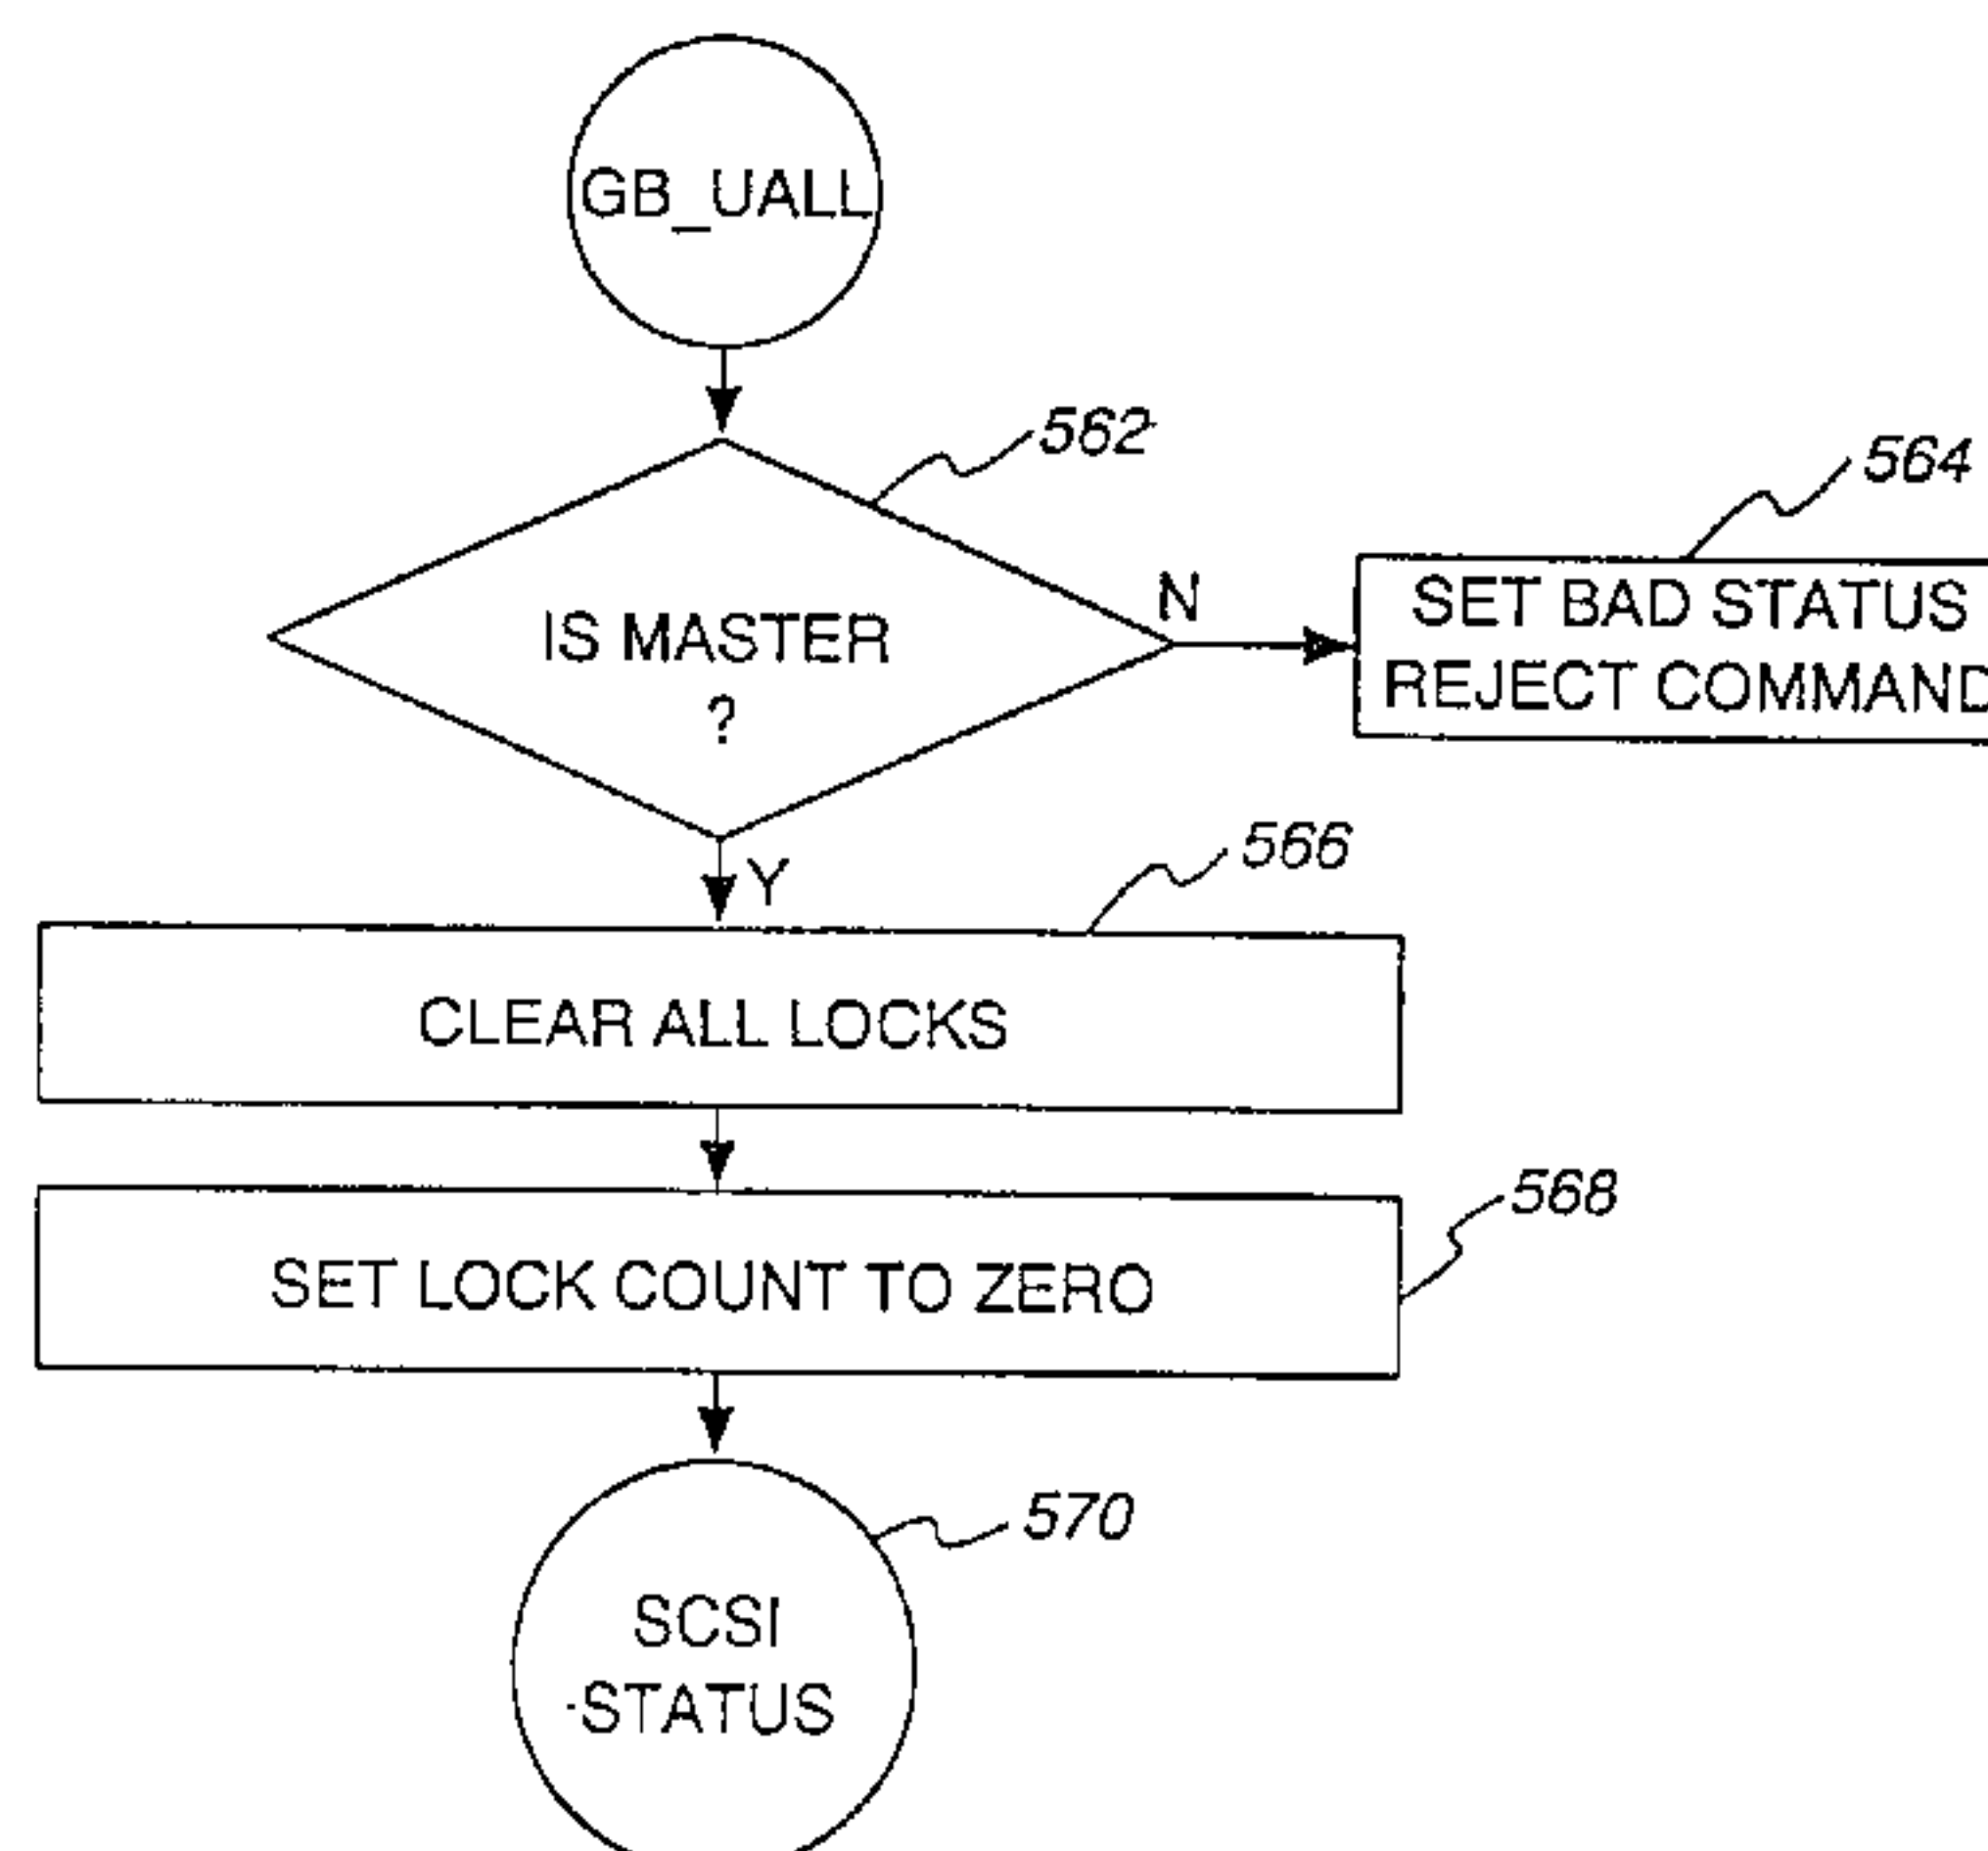 GB_UALL
562
564
IS MASTER
?
N
SET BAD STATUS
REJECT COMMAND
Y
566
CLEAR ALL LOCKS
568
SET LOCK COUNT TO ZERO
570
SCSI
-STATUS